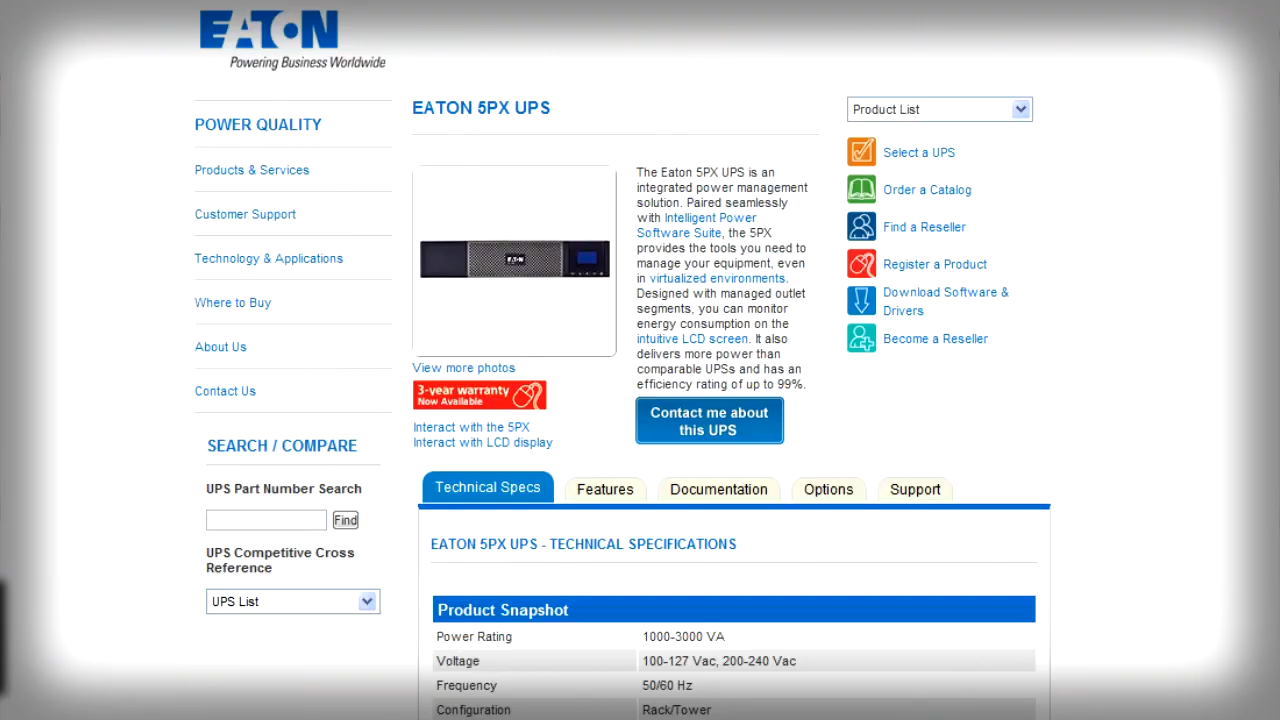 EATON
Powering Business Worldwide
POWER QUALITY
Products & Services
Customer Support
Technology & Applications
Where to Buy
About Us
Contact Us
SEARCH / COMPARE
UPS Part Number Search
Find
UPS Competitive Cross
Reference
UPS List
EATON 5PX UPS
EATON
View more photos
3-year warranty
Now Available
Interact with the 5PX
Interact with LCD display
The Eaton 5PX UPS is an
integrated power management
solution. Paired seamlessly
with Intelligent Power
Software Suite, the 5PX
provides the tools you need to
manage your equipment, even
in virtualized environments.
Designed with managed outlet
segments, you can monitor
energy consumption on the
intuitive LCD screen. It also
delivers more power than
comparable UPSs and has an
efficiency rating of up to 99%.
Contact me about
this UPS
Product List
Select a UPS
Order a Catalog
Find a Reseller
Register a Product
Download Software &
Drivers
Become a Reseller
Technical Specs
Features
Documentation
Options
Support
EATON 5PX UPS - TECHNICAL SPECIFICATIONS
Product Snapshot
Power Rating 1000-3000 VA
Voltage 100-127 Vac, 200-240 Vac
Frequency 50/60 Hz
Configuration Rack/Tower